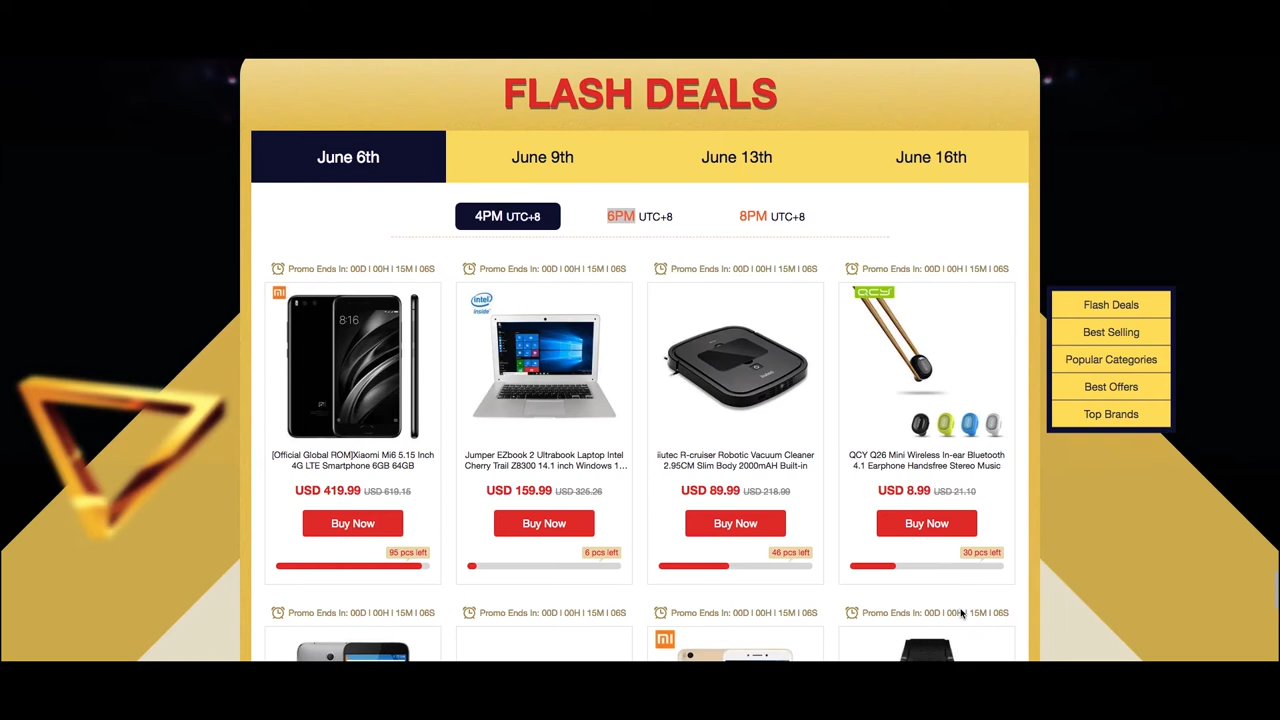 FLASH DEALS
June 6th
June 9th
June 13th
June 16th
4PM UTC+8
6PM UTC+8
8PM UTC+8
Promo Ends In: 00D | 00H | 15M | 06S
Promo Ends In: 00D | 00H | 15M | 06S
Promo Ends In: 00D | 00H | 15M | 06S
Promo Ends In: 00D | 00H | 15M | 06S
mi
8:16
intel
inside
QCY
[Official Global ROM]Xiaomi Mi6 5.15 Inch
4G LTE Smartphone 6GB 64GB
USD 419.99 USD 619.15
Buy Now
95 pcs left
Jumper EZbook 2 Ultrabook Laptop Intel
Cherry Trail Z8300 14.1 inch Windows 1...
USD 159.99 USD 325.26
Buy Now
6 pcs left
iiutec R-cruiser Robotic Vacuum Cleaner
2.95CM Slim Body 2000mAH Built-in
USD 89.99 USD 218.99
Buy Now
46 pcs left
QCY Q26 Mini Wireless In-ear Bluetooth
4.1 Earphone Handsfree Stereo Music
USD 8.99 USD 21.10
Buy Now
30 pcs left
Promo Ends In: 00D | 00H | 15M | 06S
Promo Ends In: 00D | 00H | 15M | 06S
Promo Ends In: 00D | 00H | 15M | 06S
Promo Ends In: 00D | 00H | 15M | 06S
mi
Flash Deals
Best Selling
Popular Categories
Best Offers
Top Brands